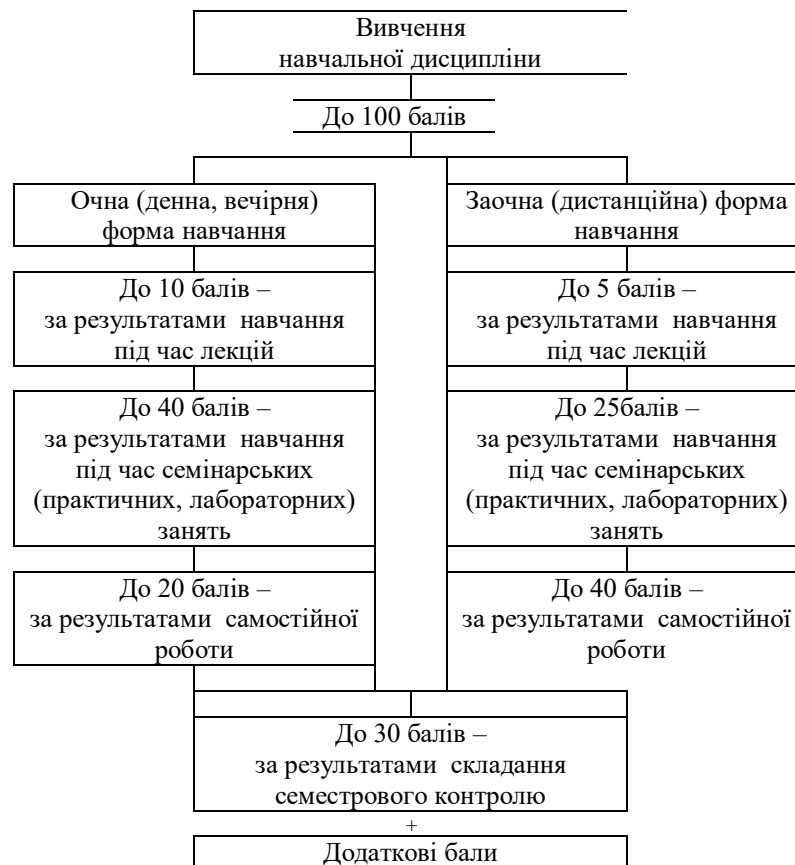 Вивчення
навчальної дисципліни
До 100 балів
Очна (денна, вечірня)
форма навчання
До 10 балів –
за результатами навчання
під час лекцій
До 40 балів –
за результатами навчання
під час семінарських
(практичних, лабораторних)
занять
До 20 балів –
за результатами самостійної
роботи
Заочна (дистанційна) форма
навчання
До 5 балів –
за результатами навчання
під час лекцій
До 25балів –
за результатами навчання
під час семінарських
(практичних, лабораторних)
занять
До 40 балів –
за результатами самостійної
роботи
До 30 балів –
за результатами складання
семестрового контролю
+
Додаткові бали